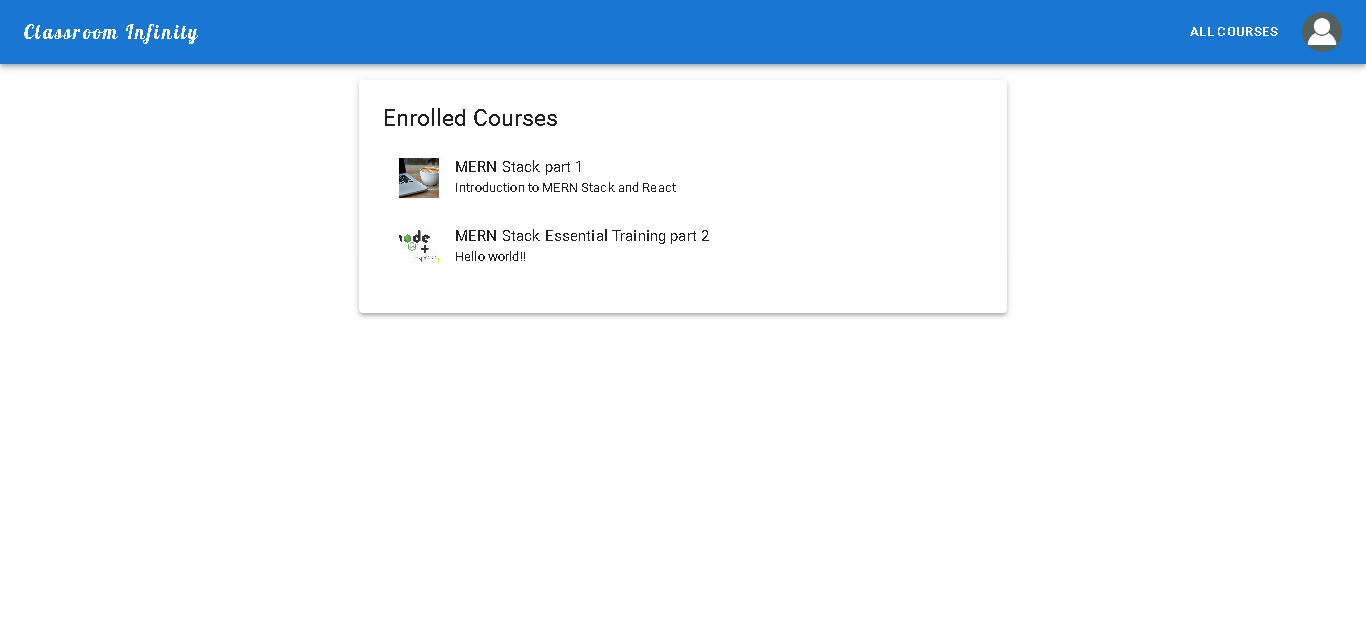 Classroom Infinity
ALL COURSES
Enrolled Courses
MERN Stack part 1
Introduction to MERN Stack and React
node
+
MERN Stack Essential Training part 2
Hello world!!